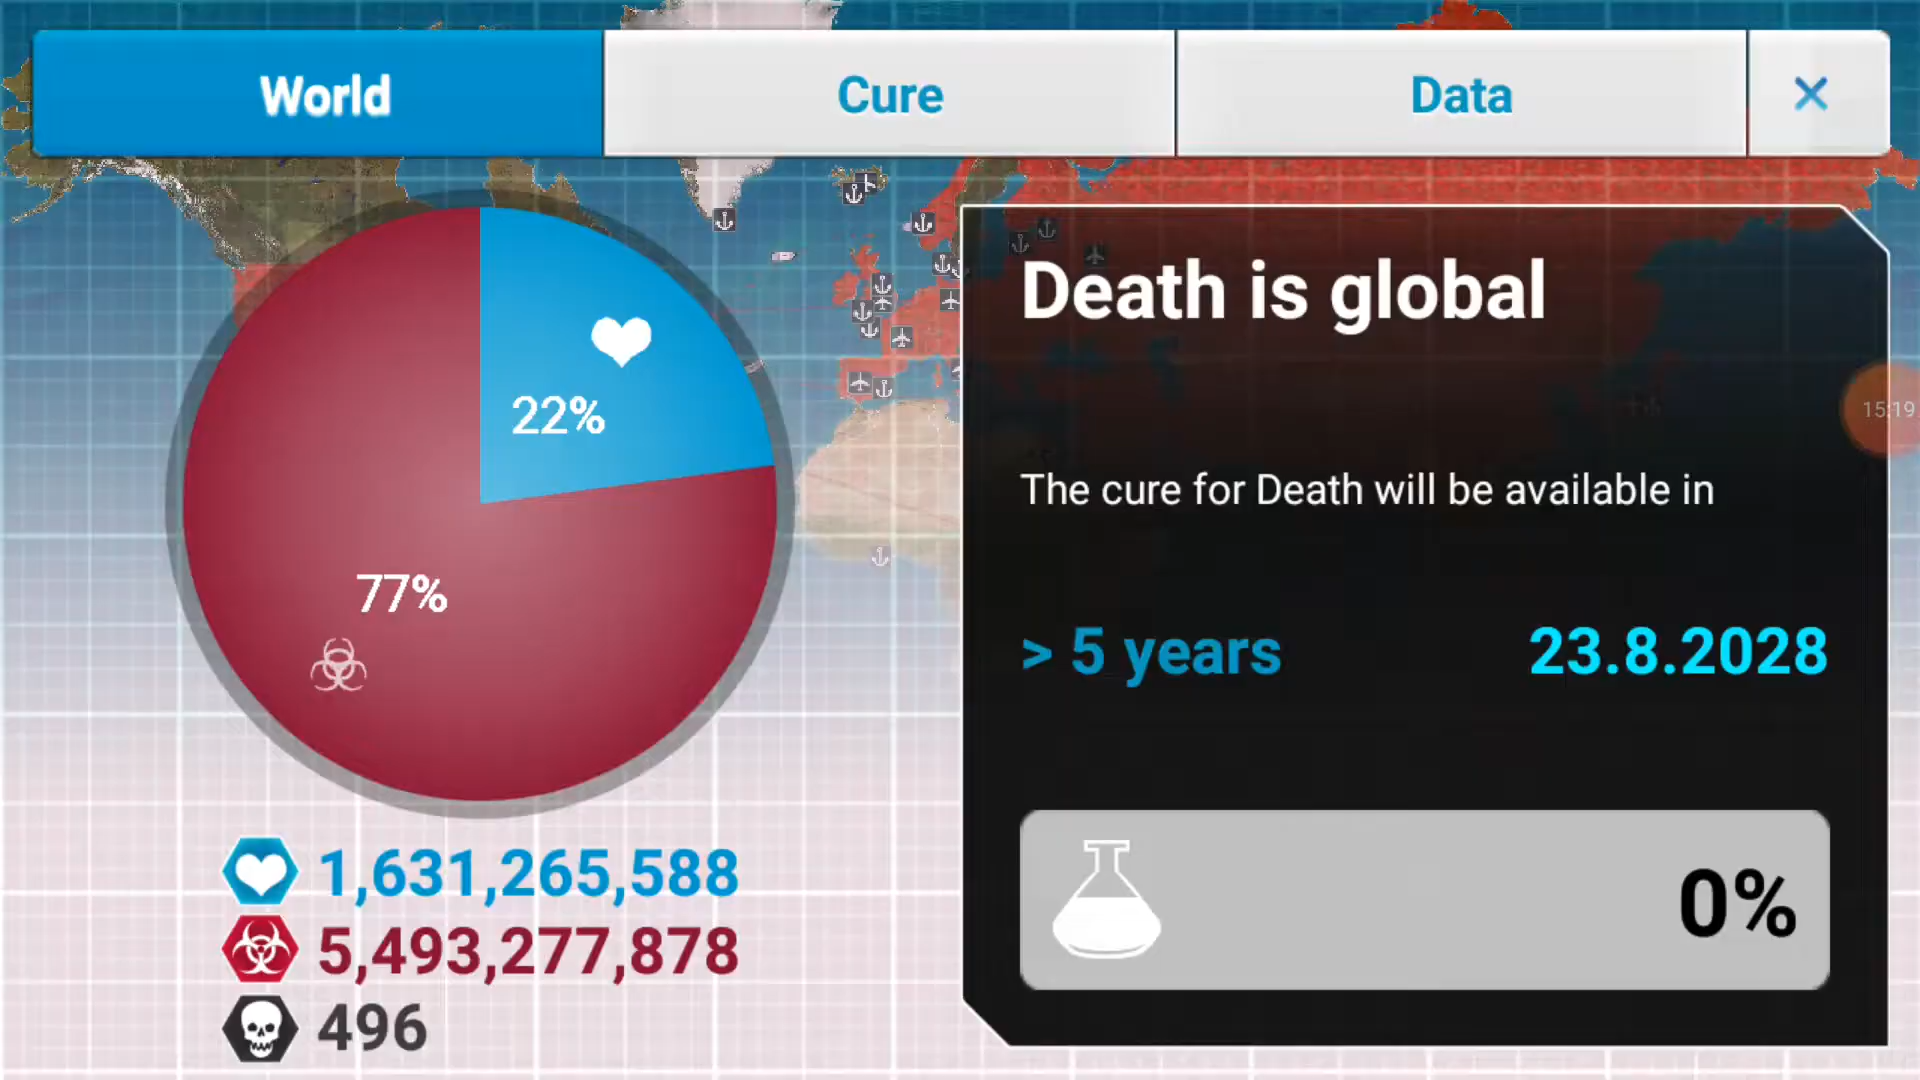 World
Cure
Data
Death is global
22%
77%
The cure for Death will be available in
> 5 years
23.8.2028
15:19
0%
1,631,265,588
5,493,277,878
496